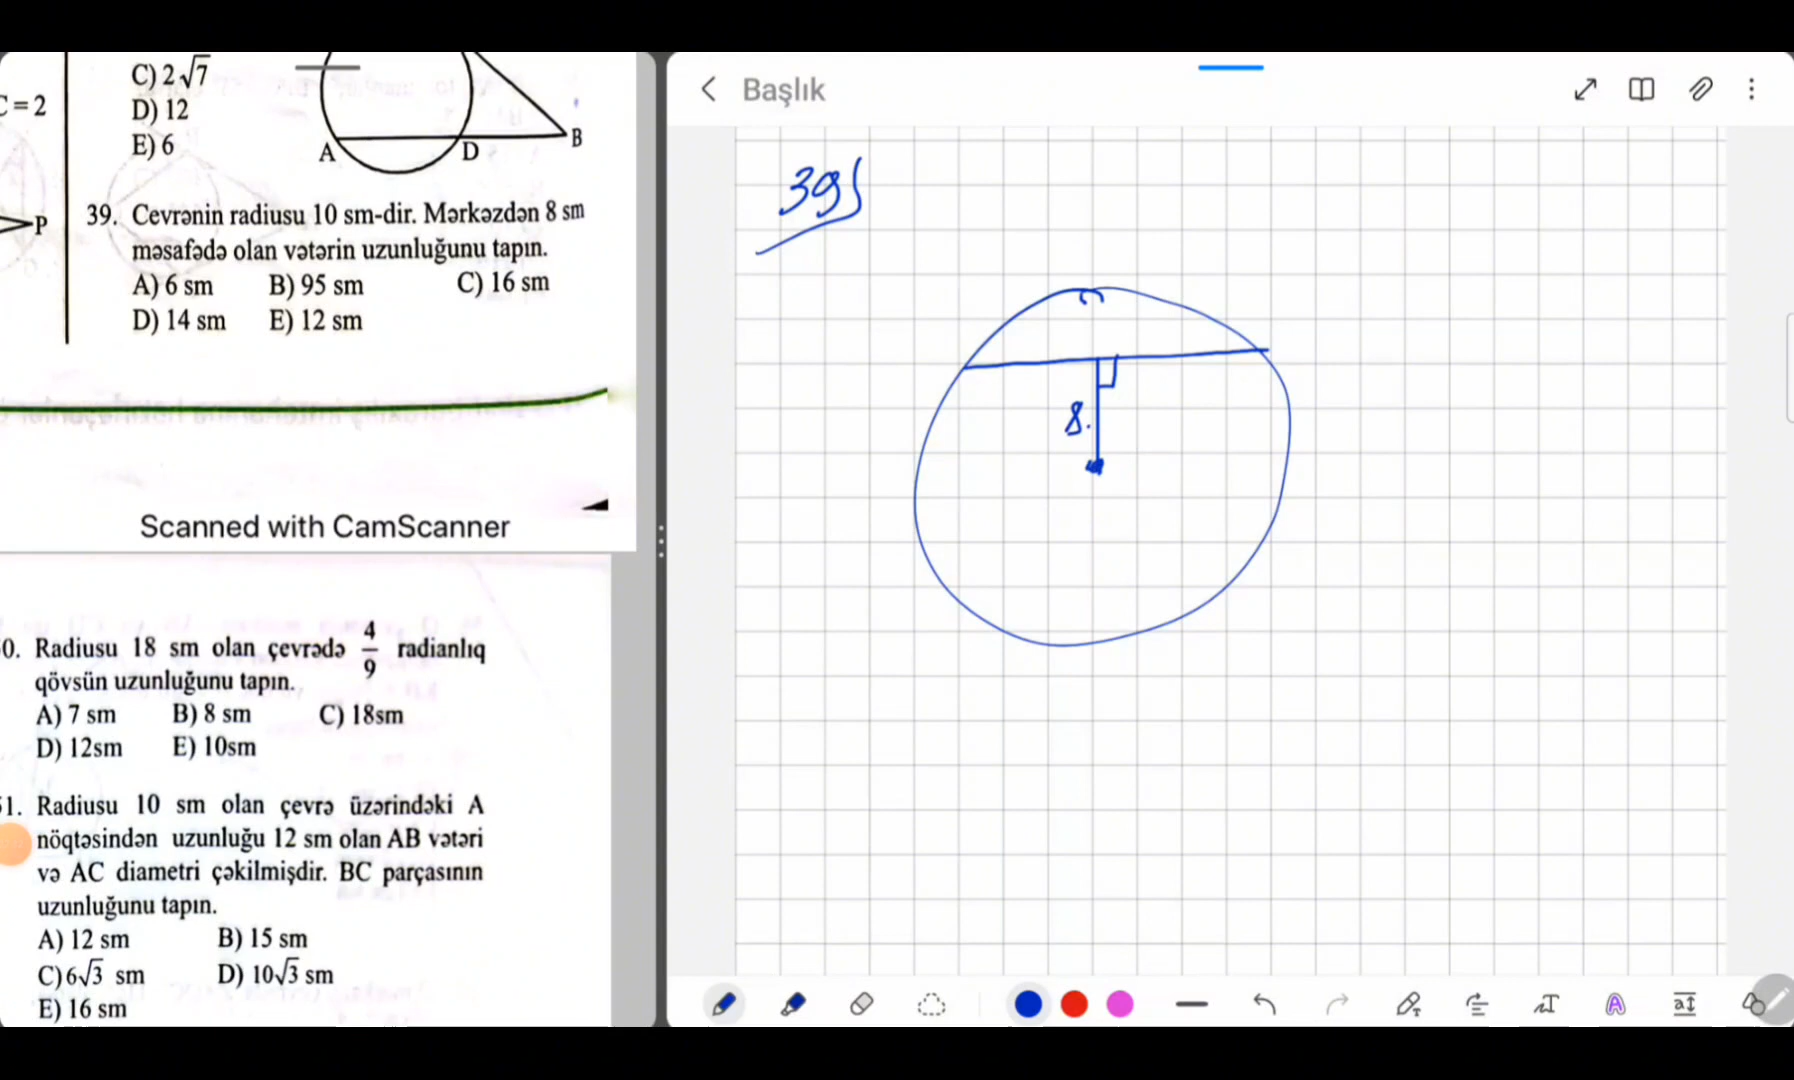 C) 2√7
C = 2
D) 12
E) 6
A
D
B
P
39. Cevrənin radiusu 10 sm-dir. Mərkəzdən 8 sm
məsafədə olan vətərin uzunluğunu tapın.
A) 6 sm B) 95 sm C) 16 sm
D) 14 sm E) 12 sm
Scanned with CamScanner
0. Radiusu 18 sm olan çevrədə 4/9 radianlıq
qövsün uzunluğunu tapın.
A) 7 sm B) 8 sm C) 18sm
D) 12sm E) 10sm
51. Radiusu 10 sm olan çevrə üzərindəki A
nöqtəsindən uzunluğu 12 sm olan AB vətəri
və AC diametri çəkilmişdir. BC parçasının
uzunluğunu tapın.
A) 12 sm B) 15 sm
C) 6√3 sm D) 10√3 sm
E) 16 sm
Başlık
39
8.